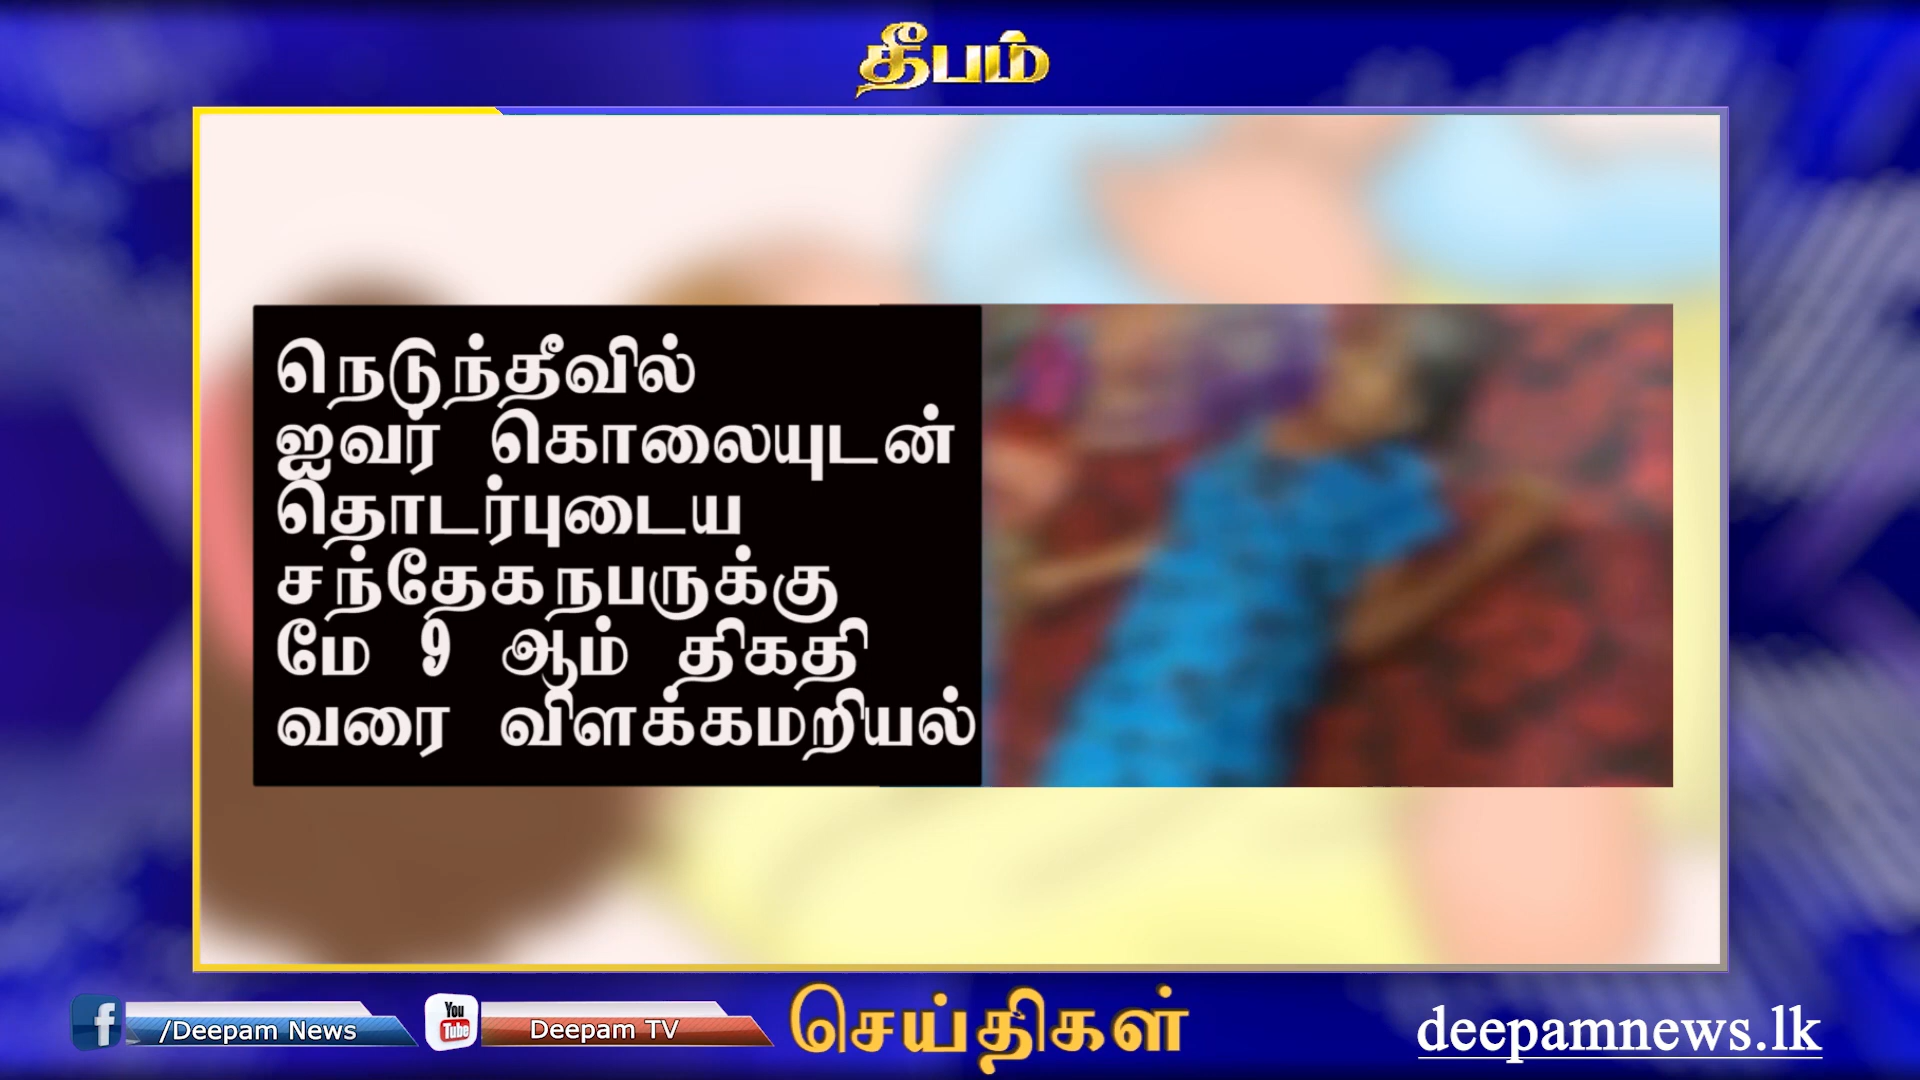 தீபம்
நெடுந்தீவில்
ஐவர் கொலையுடன்
தொடர்புடைய
சந்தேகநபருக்கு
மே 9 ஆம் திகதி
வரை விளக்கமறியல்
f /Deepam News
You Tube Deepam TV
செய்திகள்
deepamnews.lk